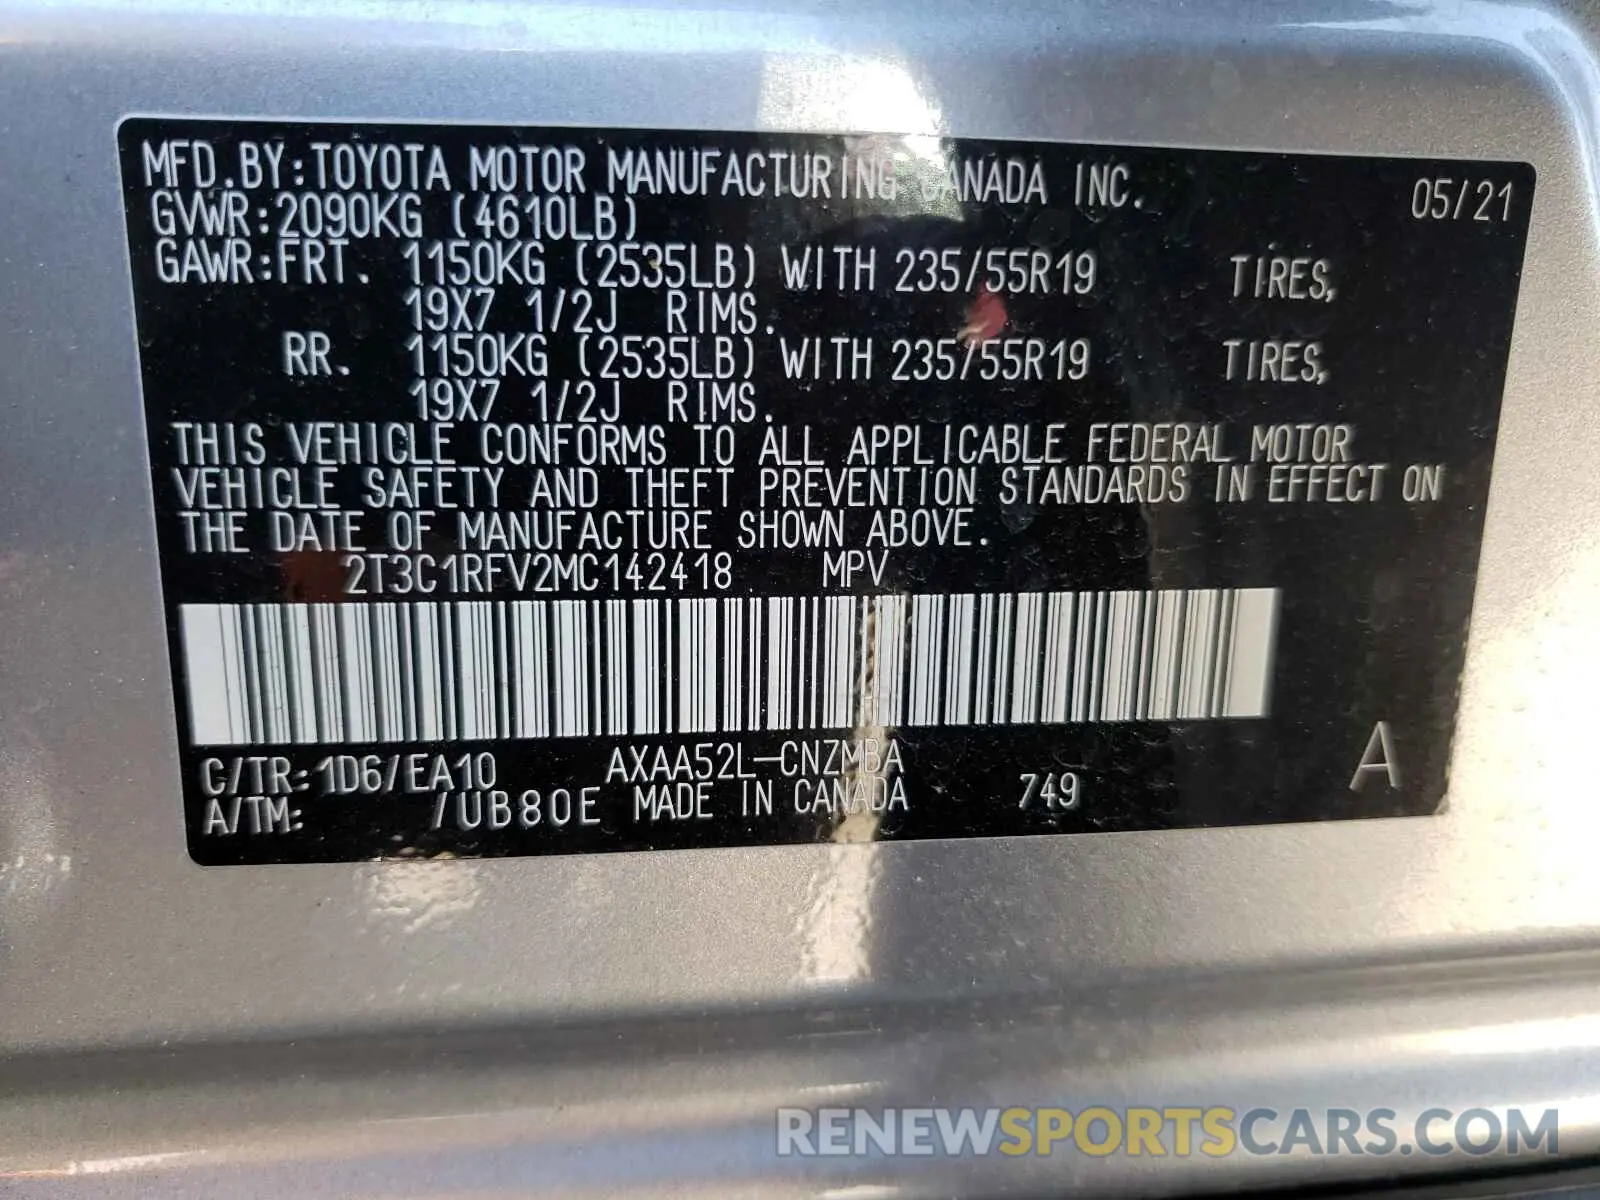 MFD.BY:TOYOTA MOTOR MANUFACTURING CANADA INC. 05/21
GVWR:2090KG (4610LB)
GAWR:FRT. 1150KG (2535LB) WITH 235/55R19 TIRES,
19X7 1/2J RIMS.
RR. 1150KG (2535LB) WITH 235/55R19 TIRES,
19X7 1/2J RIMS.
THIS VEHICLE CONFORMS TO ALL APPLICABLE FEDERAL MOTOR
VEHICLE SAFETY AND THEFT PREVENTION STANDARDS IN EFFECT ON
THE DATE OF MANUFACTURE SHOWN ABOVE.
2T3C1RFV2MC142418 MPV
C/TR:1D6/EA10 AXAA52L-CNZMBA A
A/TM: /UB80E MADE IN CANADA 749
RENEWSPORTSCARS.COM